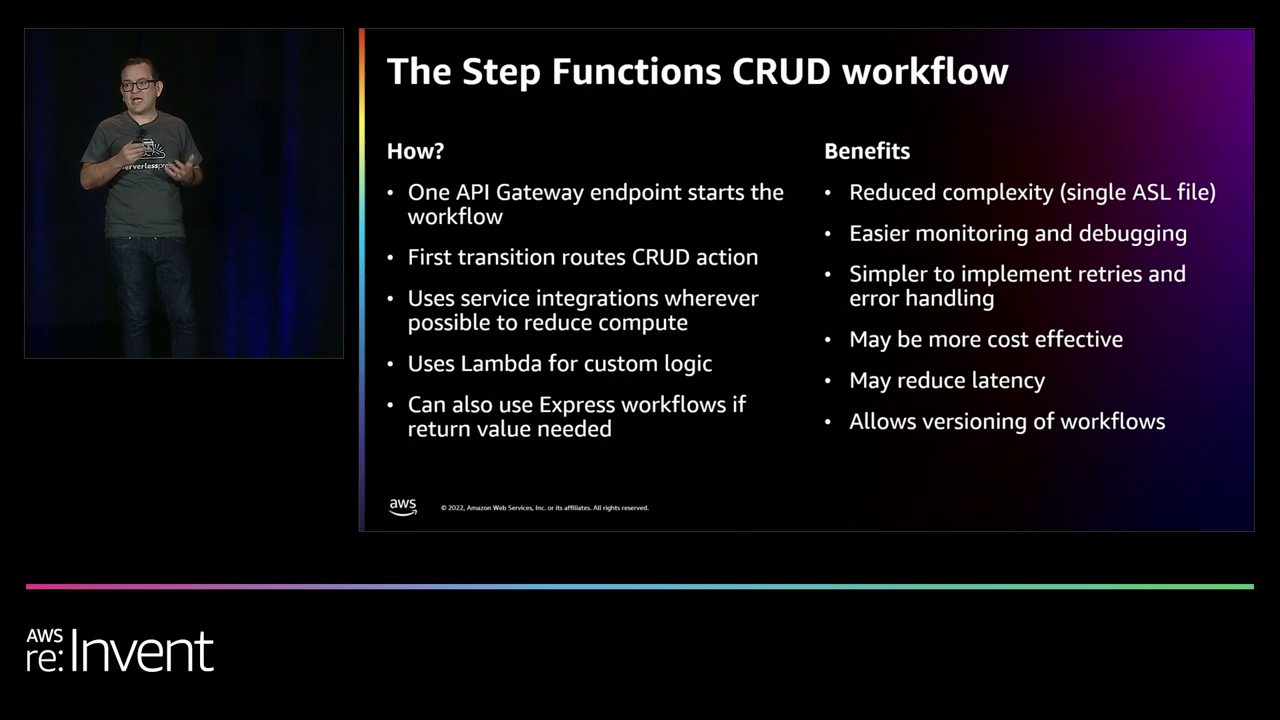 The Step Functions CRUD workflow
How?
• One API Gateway endpoint starts the
workflow
• First transition routes CRUD action
• Uses service integrations wherever
possible to reduce compute
• Uses Lambda for custom logic
• Can also use Express workflows if
return value needed
Benefits
• Reduced complexity (single ASL file)
• Easier monitoring and debugging
• Simpler to implement retries and
error handling
• May be more cost effective
• May reduce latency
• Allows versioning of workflows
aws
© 2022, Amazon Web Services, Inc. or its affiliates. All rights reserved.
AWS
re:Invent